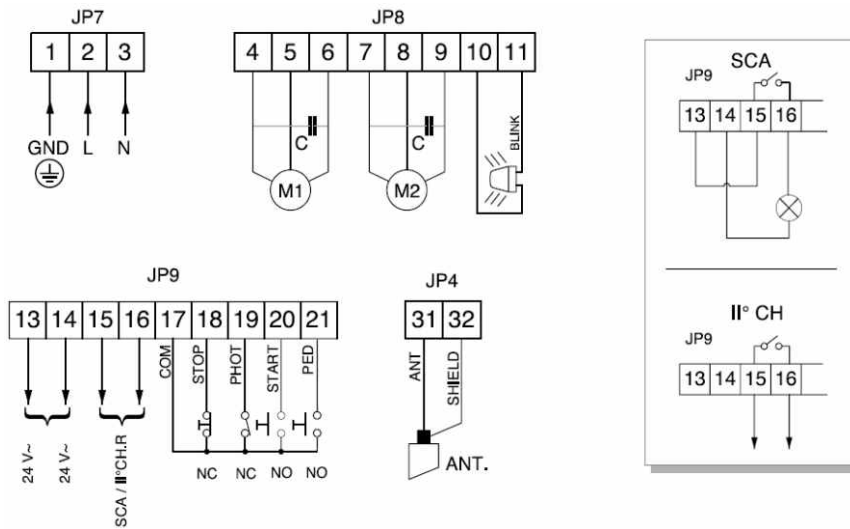 JP7
1 2 3
GND L N
JP8
4 5 6 7 8 9 10 11
C C BLINK
M1 M2
SCA
JP9
13 14 15 16
II° CH
JP9
13 14 15 16
JP9
13 14 15 16 17 18 19 20 21
COM STOP PHOT START PED
24 V~ 24 V~ SCA / II°CH.R
NC NC NO NO
JP4
31 32
ANT SHIELD
ANT.